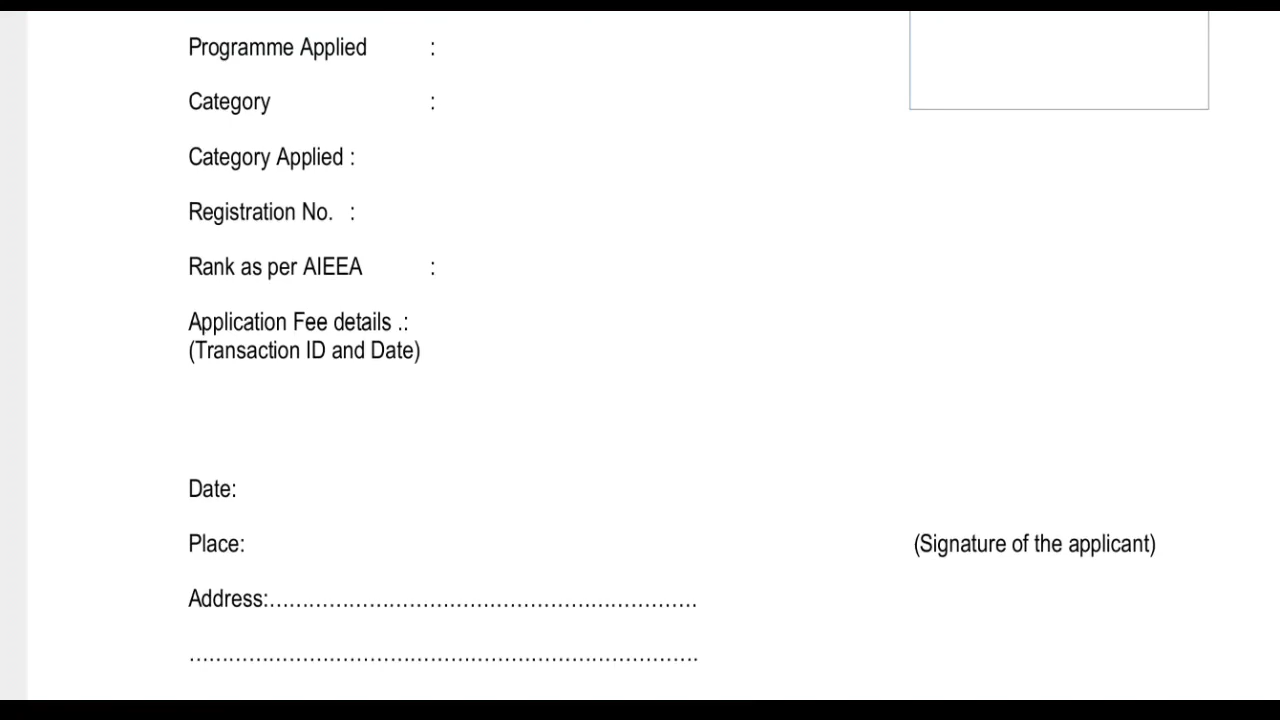 Programme Applied :
Category :
Category Applied :
Registration No. :
Rank as per AIEEA :
Application Fee details .:
(Transaction ID and Date)
Date:
Place: (Signature of the applicant)
Address:………………………………………………………
………………………………………………………………….